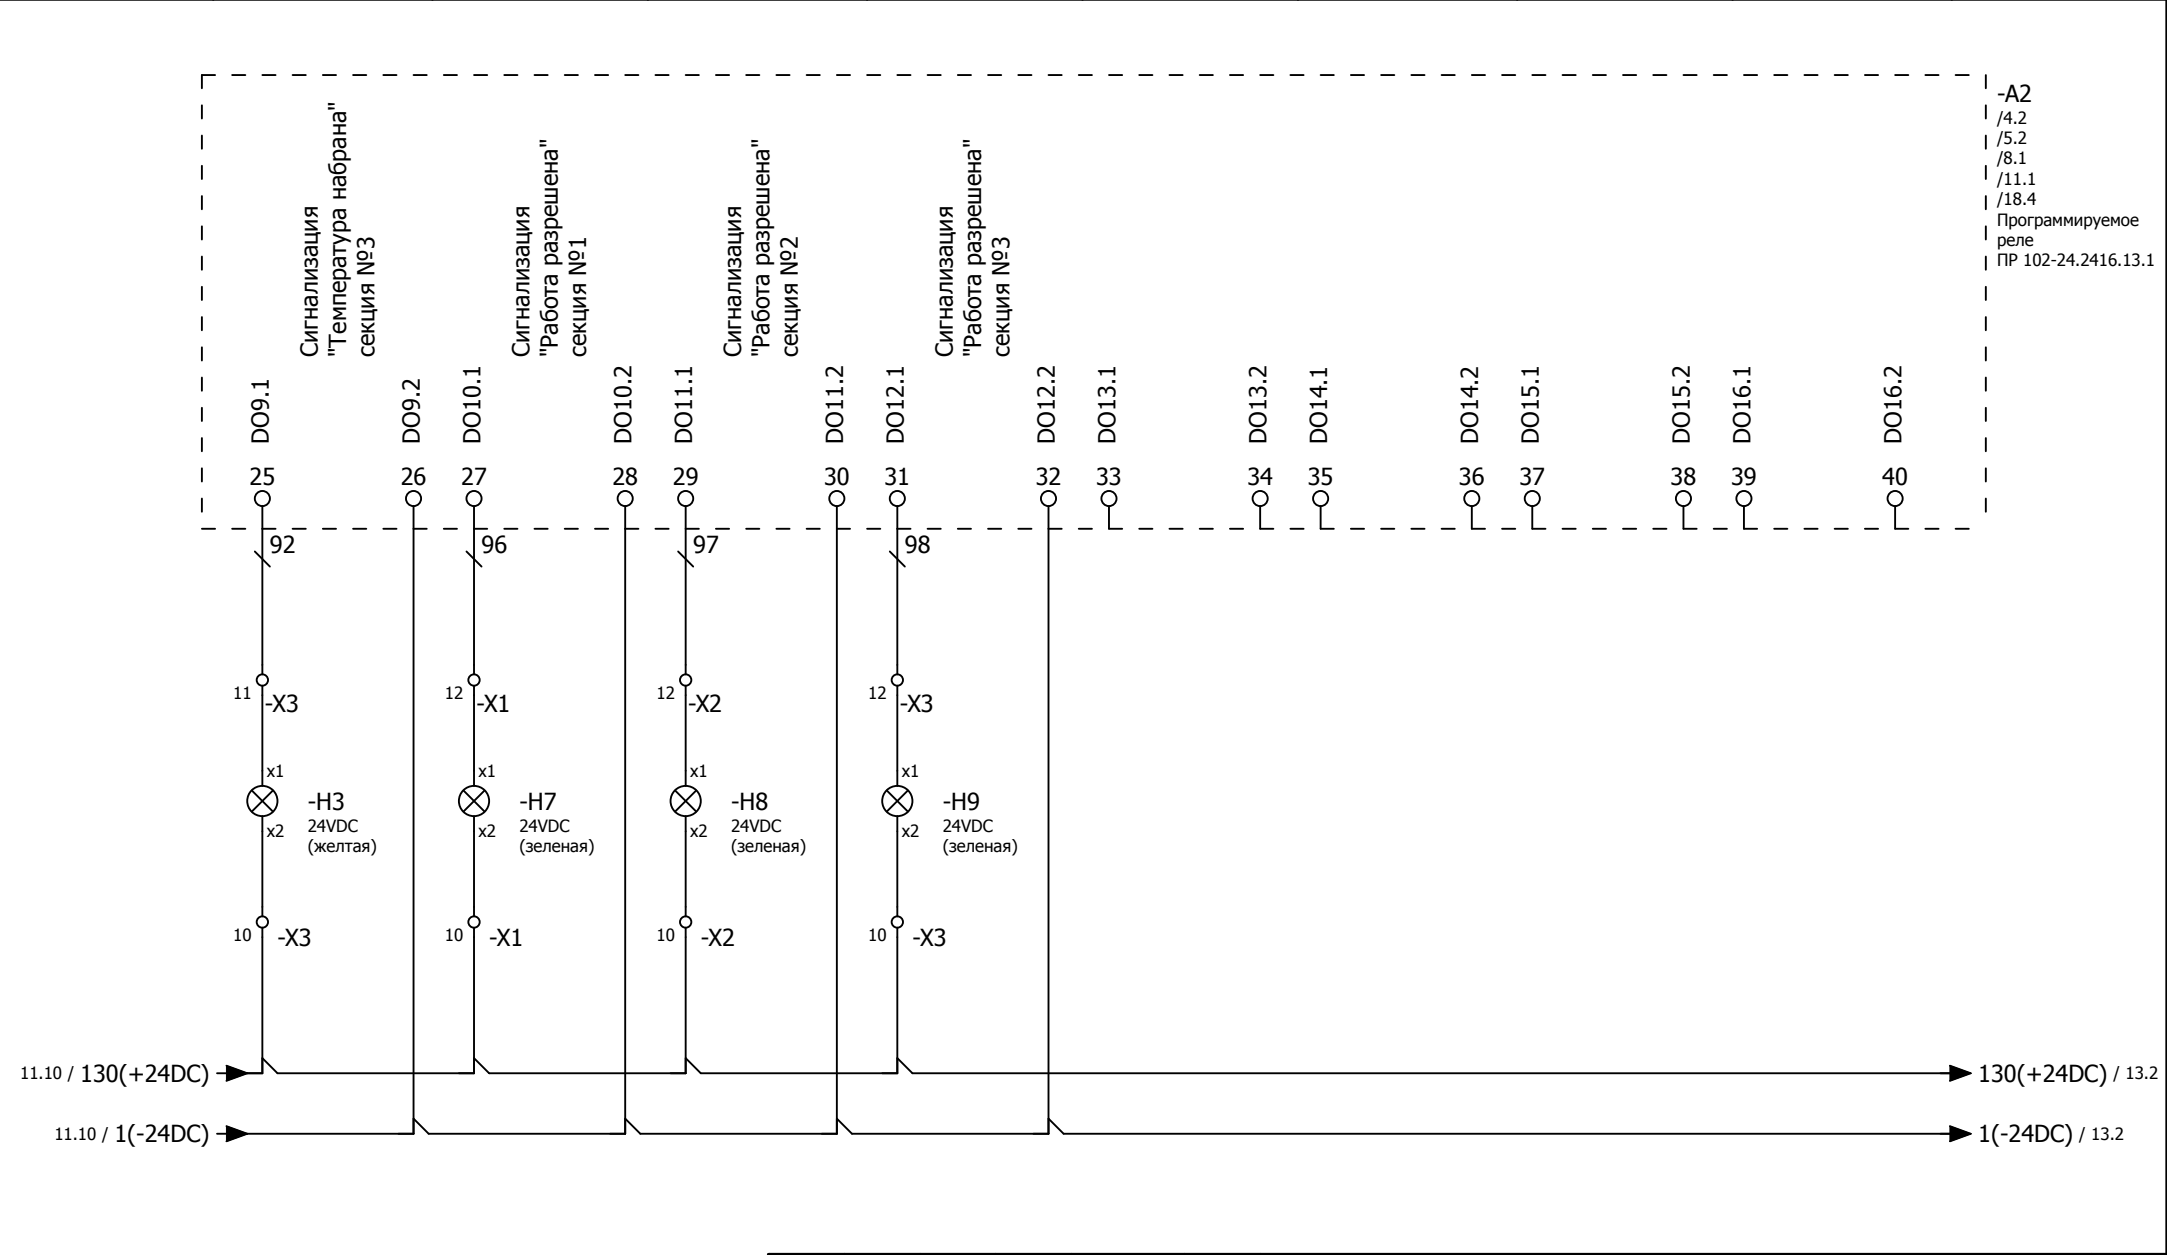 -A2
/4.2
/5.2
/8.1
/11.1
/18.4
Программируемое
реле
ПР 102-24.2416.13.1
Сигнализация
"Температура набрана"
секция №3
Сигнализация
"Работа разрешена"
секция №1
Сигнализация
"Работа разрешена"
секция №2
Сигнализация
"Работа разрешена"
секция №3
DO9.1
DO9.2
DO10.1
DO10.2
DO11.1
DO11.2
DO12.1
DO12.2
DO13.1
DO13.2
DO14.1
DO14.2
DO15.1
DO15.2
DO16.1
DO16.2
25 26 27 28 29 30 31 32 33 34 35 36 37 38 39 40
92 96 97 98
11 -X3
12 -X1
12 -X2
12 -X3
x1
-H3
24VDC
(желтая)
x2
x1
-H7
24VDC
(зеленая)
x2
x1
-H8
24VDC
(зеленая)
x2
x1
-H9
24VDC
(зеленая)
x2
10 -X3
10 -X1
10 -X2
10 -X3
11.10 / 130(+24DC)
130(+24DC) / 13.2
11.10 / 1(-24DC)
1(-24DC) / 13.2